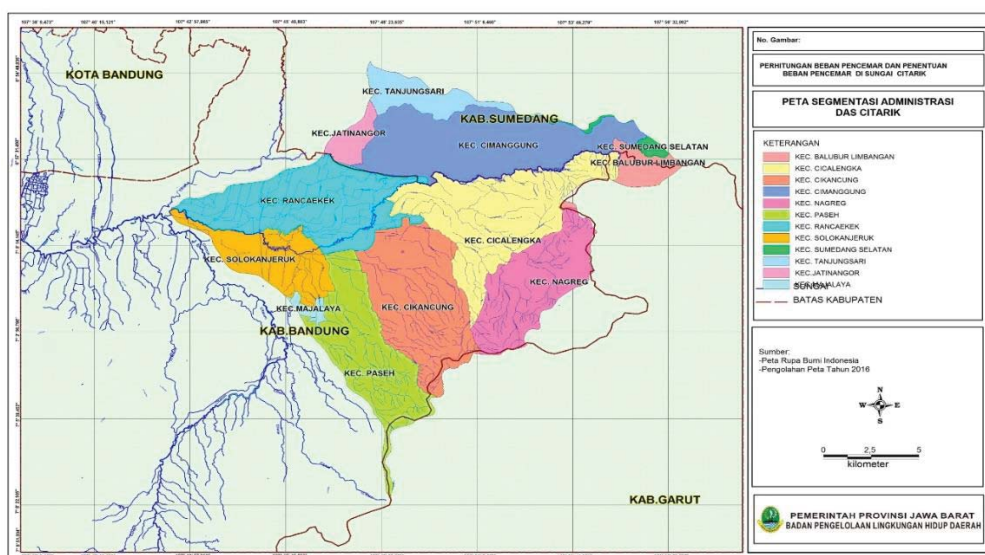 KOTA BANDUNG
KEC. TANJUNGSARI
KAB.SUMEDANG
KEC.JATINANGOR
KEC. CIMANGGUNG
KEC. SUMEDANG SELATAN
KEC. BALUBUR LIMBANGAN
KEC. RANCAEKEK
KEC. CICALENGKA
KEC. SOLOKANJERUK
KEC. NAGREG
KEC.MAJALAYA
KEC. CIKANCUNG
KAB.BANDUNG
KEC. PASEH
KAB.GARUT
No. Gambar:
PERHITUNGAN BEBAN PENCEMAR DAN PENENTUAN
BEBAN PENCEMAR DI SUNGAI CITARIK
PETA SEGMENTASI ADMINISTRASI
DAS CITARIK
KETERANGAN
KEC. BALUBUR LIMBANGAN
KEC. CICALENGKA
KEC. CIKANCUNG
KEC. CIMANGGUNG
KEC. NAGREG
KEC. PASEH
KEC. RANCAEKEK
KEC. SOLOKANJERUK
KEC. SUMEDANG SELATAN
KEC. TANJUNGSARI
KEC.JATINANGOR
KEC.MAJALAYA
SUNGAI
BATAS KABUPATEN
Sumber:
-Peta Rupa Bumi Indonesia
-Pengolahan Peta Tahun 2016
N
W E
S
0 2,5 5
kilometer
PEMERINTAH PROVINSI JAWA BARAT
BADAN PENGELOLAAN LINGKUNGAN HIDUP DAERAH